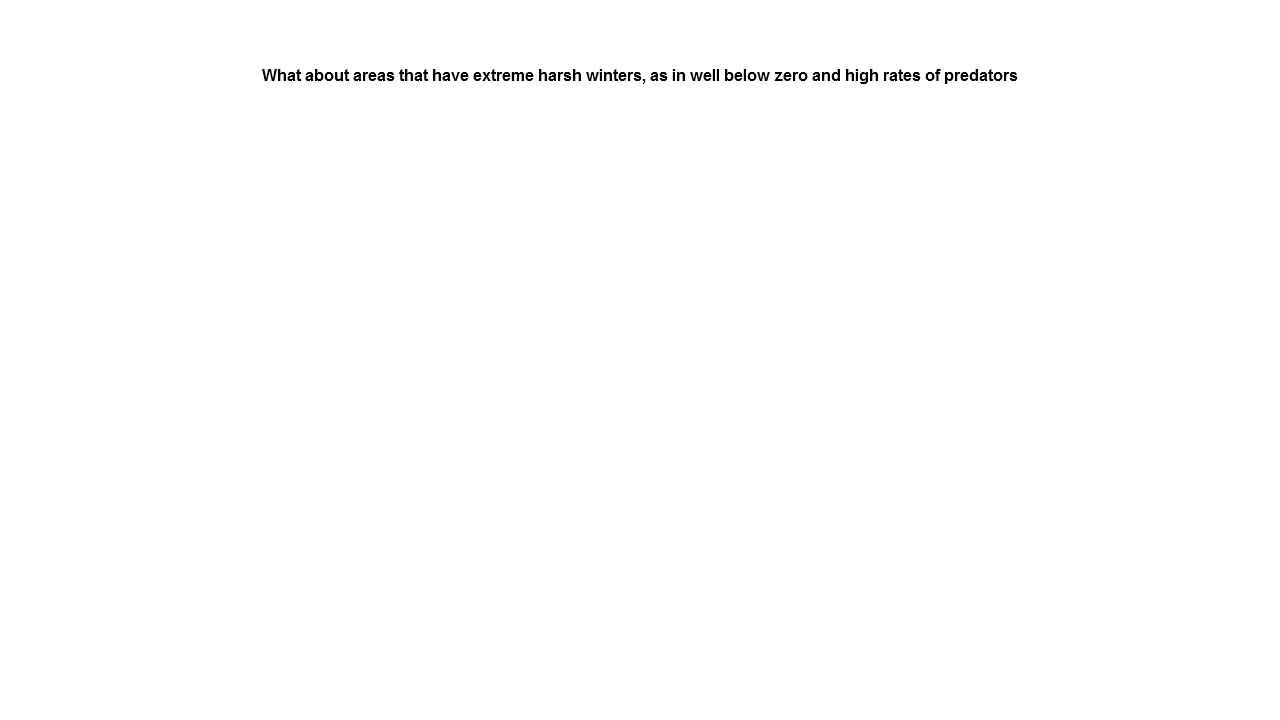 What about areas that have extreme harsh winters, as in well below zero and high rates of predators